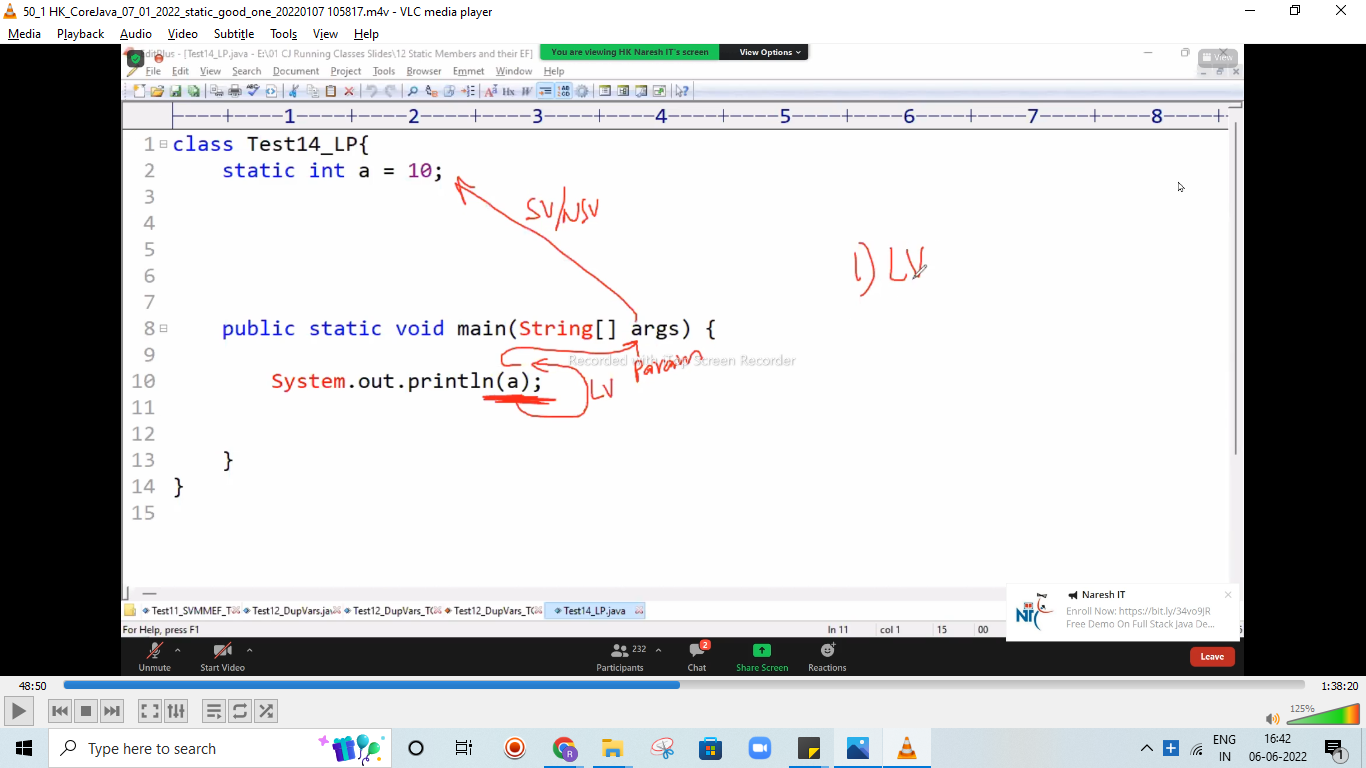 50_1 HK_CoreJava_07_01_2022_static_good_one_20220107 105817.m4v - VLC media player
Media Playback Audio Video Subtitle Tools View Help
EditPlus - [Test14_LP.java - E:\01 CJ Running Classes Slides\12 Static Members and their EF]
You are viewing HK Naresh IT's screen View Options
View
File Edit View Search Document Project Tools Browser Emmet Window Help
----+----1----+----2----+----3----+----4----+----5----+----6----+----7----+----8----+-
1 class Test14_LP{
2 static int a = 10;
3
SV/NSV
4
5
1) LV
6
7
8 public static void main(String[] args) {
9
Recorded with iTop Screen Recorder
Params
10 System.out.println(a);
LV
11
12
13 }
14 }
15
Naresh IT
Enroll Now: https://bit.ly/34vo9JR
Free Demo On Full Stack Java De...
Test11_SVMMEF_T Test12_DupVars.jav Test12_DupVars_TC Test12_DupVars_TC Test14_LP.java
For Help, press F1 ln 11 col 1 15 00
232 2
Unmute Start Video Participants Chat Share Screen Reactions Leave
48:50 1:38:20
125%
Type here to search
ENG
IN
16:42
06-06-2022
1